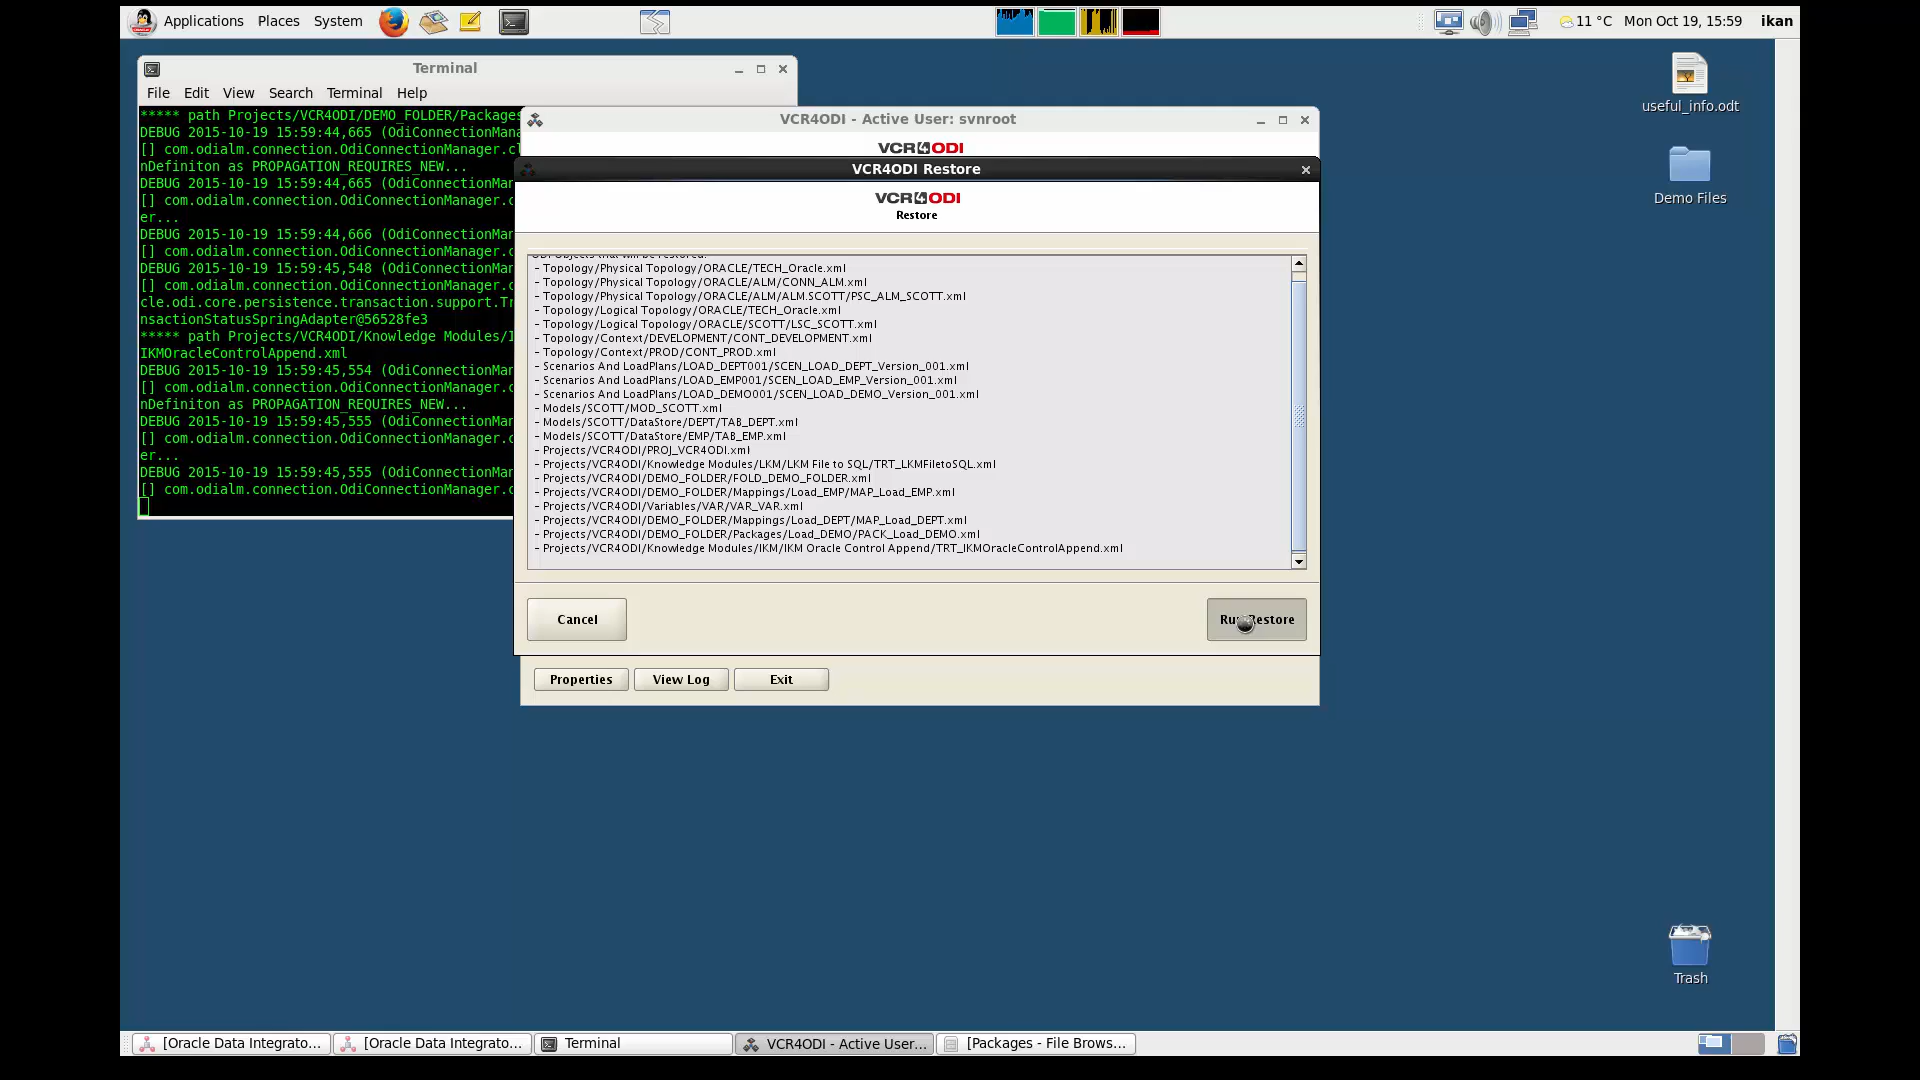 Applications Places System
11 °C Mon Oct 19, 15:59 ikan
Terminal
File Edit View Search Terminal Help
***** path Projects/VCR4ODI/DEMO_FOLDER/Packages
DEBUG 2015-10-19 15:59:44,665 (OdiConnectionMana
[] com.odialm.connection.OdiConnectionManager.cl
nDefiniton as PROPAGATION_REQUIRES_NEW...
DEBUG 2015-10-19 15:59:44,665 (OdiConnectionMan
[] com.odialm.connection.OdiConnectionManager.c
er...
DEBUG 2015-10-19 15:59:44,666 (OdiConnectionMan
[] com.odialm.connection.OdiConnectionManager.c
DEBUG 2015-10-19 15:59:45,548 (OdiConnectionMan
[] com.odialm.connection.OdiConnectionManager.c
cle.odi.core.persistence.transaction.support.Tr
nsactionStatusSpringAdapter@56528fe3
***** path Projects/VCR4ODI/Knowledge Modules/I
IKMOracleControlAppend.xml
DEBUG 2015-10-19 15:59:45,554 (OdiConnectionMan
[] com.odialm.connection.OdiConnectionManager.c
nDefiniton as PROPAGATION_REQUIRES_NEW...
DEBUG 2015-10-19 15:59:45,555 (OdiConnectionMan
[] com.odialm.connection.OdiConnectionManager.c
er...
DEBUG 2015-10-19 15:59:45,555 (OdiConnectionMan
[] com.odialm.connection.OdiConnectionManager.c
VCR4ODI - Active User: svnroot
VCR4ODI
VCR4ODI Restore
VCR4ODI
Restore
ODI Objects that will be restored:
- Topology/Physical Topology/ORACLE/TECH_Oracle.xml
- Topology/Physical Topology/ORACLE/ALM/CONN_ALM.xml
- Topology/Physical Topology/ORACLE/ALM/ALM.SCOTT/PSC_ALM_SCOTT.xml
- Topology/Logical Topology/ORACLE/TECH_Oracle.xml
- Topology/Logical Topology/ORACLE/SCOTT/LSC_SCOTT.xml
- Topology/Context/DEVELOPMENT/CONT_DEVELOPMENT.xml
- Topology/Context/PROD/CONT_PROD.xml
- Scenarios And LoadPlans/LOAD_DEPT001/SCEN_LOAD_DEPT_Version_001.xml
- Scenarios And LoadPlans/LOAD_EMP001/SCEN_LOAD_EMP_Version_001.xml
- Scenarios And LoadPlans/LOAD_DEMO001/SCEN_LOAD_DEMO_Version_001.xml
- Models/SCOTT/MOD_SCOTT.xml
- Models/SCOTT/DataStore/DEPT/TAB_DEPT.xml
- Models/SCOTT/DataStore/EMP/TAB_EMP.xml
- Projects/VCR4ODI/PROJ_VCR4ODI.xml
- Projects/VCR4ODI/Knowledge Modules/LKM/LKM File to SQL/TRT_LKMFiletoSQL.xml
- Projects/VCR4ODI/DEMO_FOLDER/FOLD_DEMO_FOLDER.xml
- Projects/VCR4ODI/DEMO_FOLDER/Mappings/Load_EMP/MAP_Load_EMP.xml
- Projects/VCR4ODI/Variables/VAR/VAR_VAR.xml
- Projects/VCR4ODI/DEMO_FOLDER/Mappings/Load_DEPT/MAP_Load_DEPT.xml
- Projects/VCR4ODI/DEMO_FOLDER/Packages/Load_DEMO/PACK_Load_DEMO.xml
- Projects/VCR4ODI/Knowledge Modules/IKM/IKM Oracle Control Append/TRT_IKMOracleControlAppend.xml
Cancel
Run Restore
Properties View Log Exit
useful_info.odt
Demo Files
Trash
[Oracle Data Integrato... [Oracle Data Integrato... Terminal VCR4ODI - Active User... [Packages - File Brows...